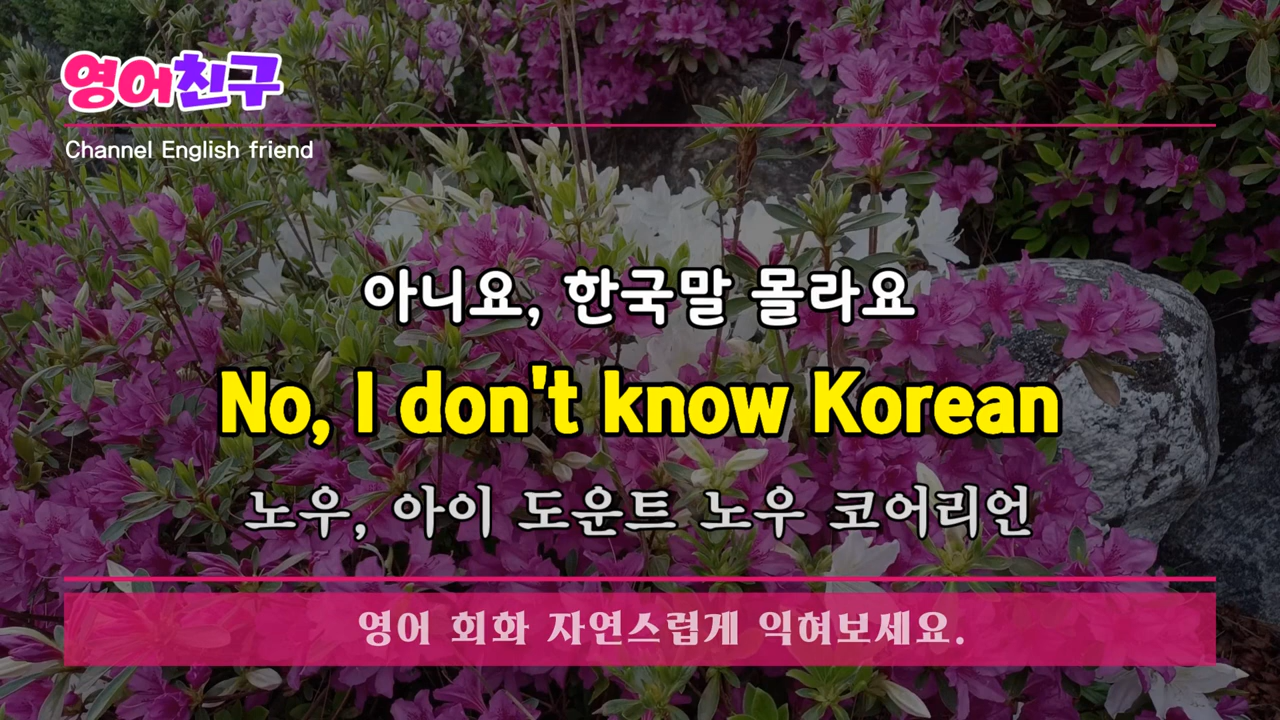 영어친구
Channel English friend
아니요, 한국말 몰라요
No, I don't know Korean
노우, 아이 도운트 노우 코어리언
영어 회화 자연스럽게 익혀보세요.